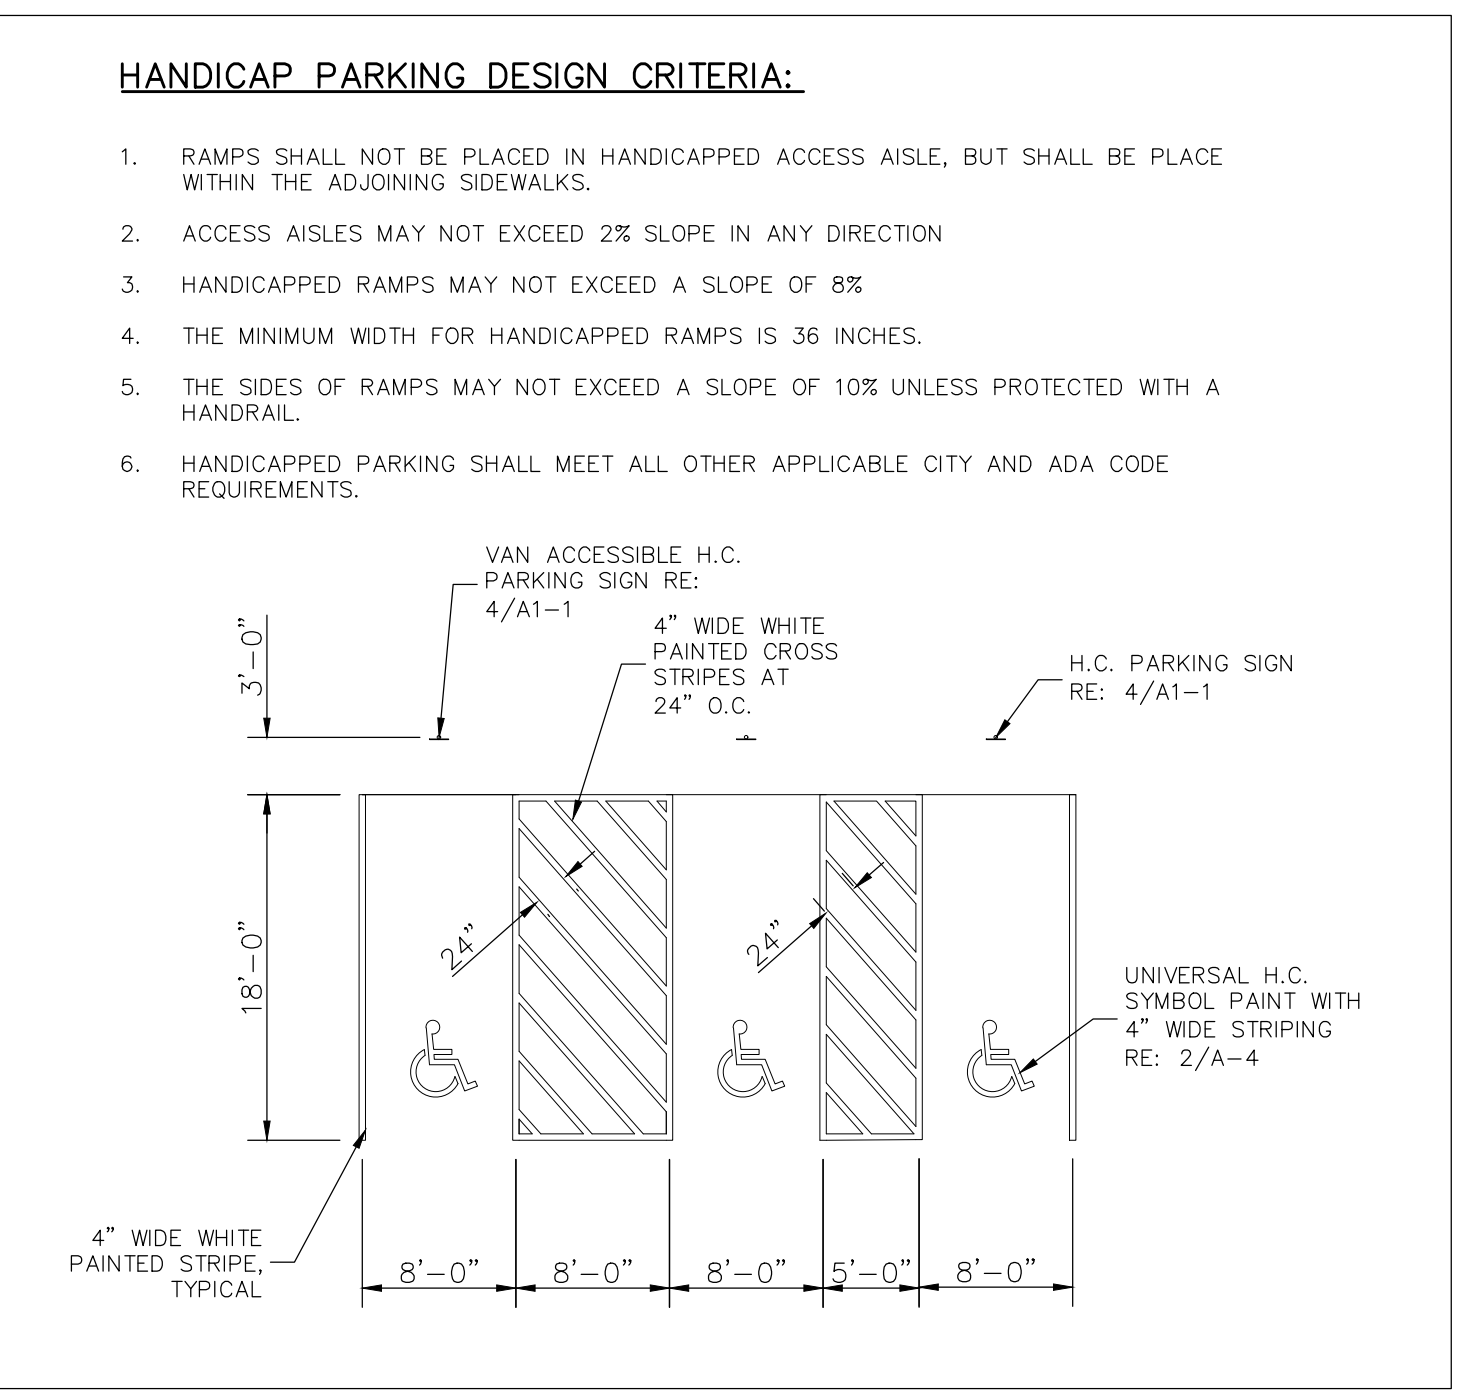 HANDICAP PARKING DESIGN CRITERIA:
1. RAMPS SHALL NOT BE PLACED IN HANDICAPPED ACCESS AISLE, BUT SHALL BE PLACE
WITHIN THE ADJOINING SIDEWALKS.
2. ACCESS AISLES MAY NOT EXCEED 2% SLOPE IN ANY DIRECTION
3. HANDICAPPED RAMPS MAY NOT EXCEED A SLOPE OF 8%
4. THE MINIMUM WIDTH FOR HANDICAPPED RAMPS IS 36 INCHES.
5. THE SIDES OF RAMPS MAY NOT EXCEED A SLOPE OF 10% UNLESS PROTECTED WITH A
HANDRAIL.
6. HANDICAPPED PARKING SHALL MEET ALL OTHER APPLICABLE CITY AND ADA CODE
REQUIREMENTS.
VAN ACCESSIBLE H.C.
PARKING SIGN RE:
4/A1-1
4" WIDE WHITE
PAINTED CROSS
STRIPES AT
24" O.C.
H.C. PARKING SIGN
RE: 4/A1-1
3'-0"
18'-0"
24"
24"
UNIVERSAL H.C.
SYMBOL PAINT WITH
4" WIDE STRIPING
RE: 2/A-4
4" WIDE WHITE
PAINTED STRIPE,
TYPICAL
8'-0" 8'-0" 8'-0" 5'-0" 8'-0"